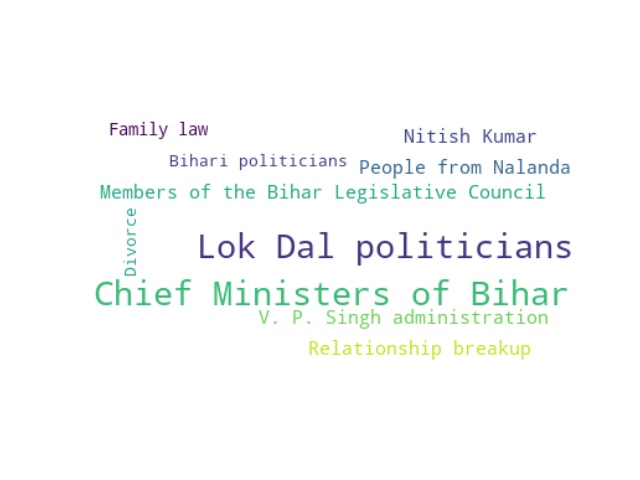 Family law
Nitish Kumar
Bihari politicians
People from Nalanda
Members of the Bihar Legislative Council
Divorce
Lok Dal politicians
Chief Ministers of Bihar
V. P. Singh administration
Relationship breakup